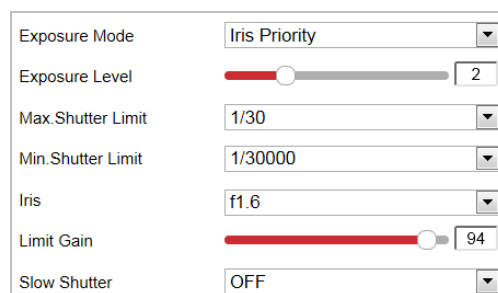 Exposure Mode Iris Priority
Exposure Level 2
Max.Shutter Limit 1/30
Min.Shutter Limit 1/30000
Iris f1.6
Limit Gain 94
Slow Shutter OFF